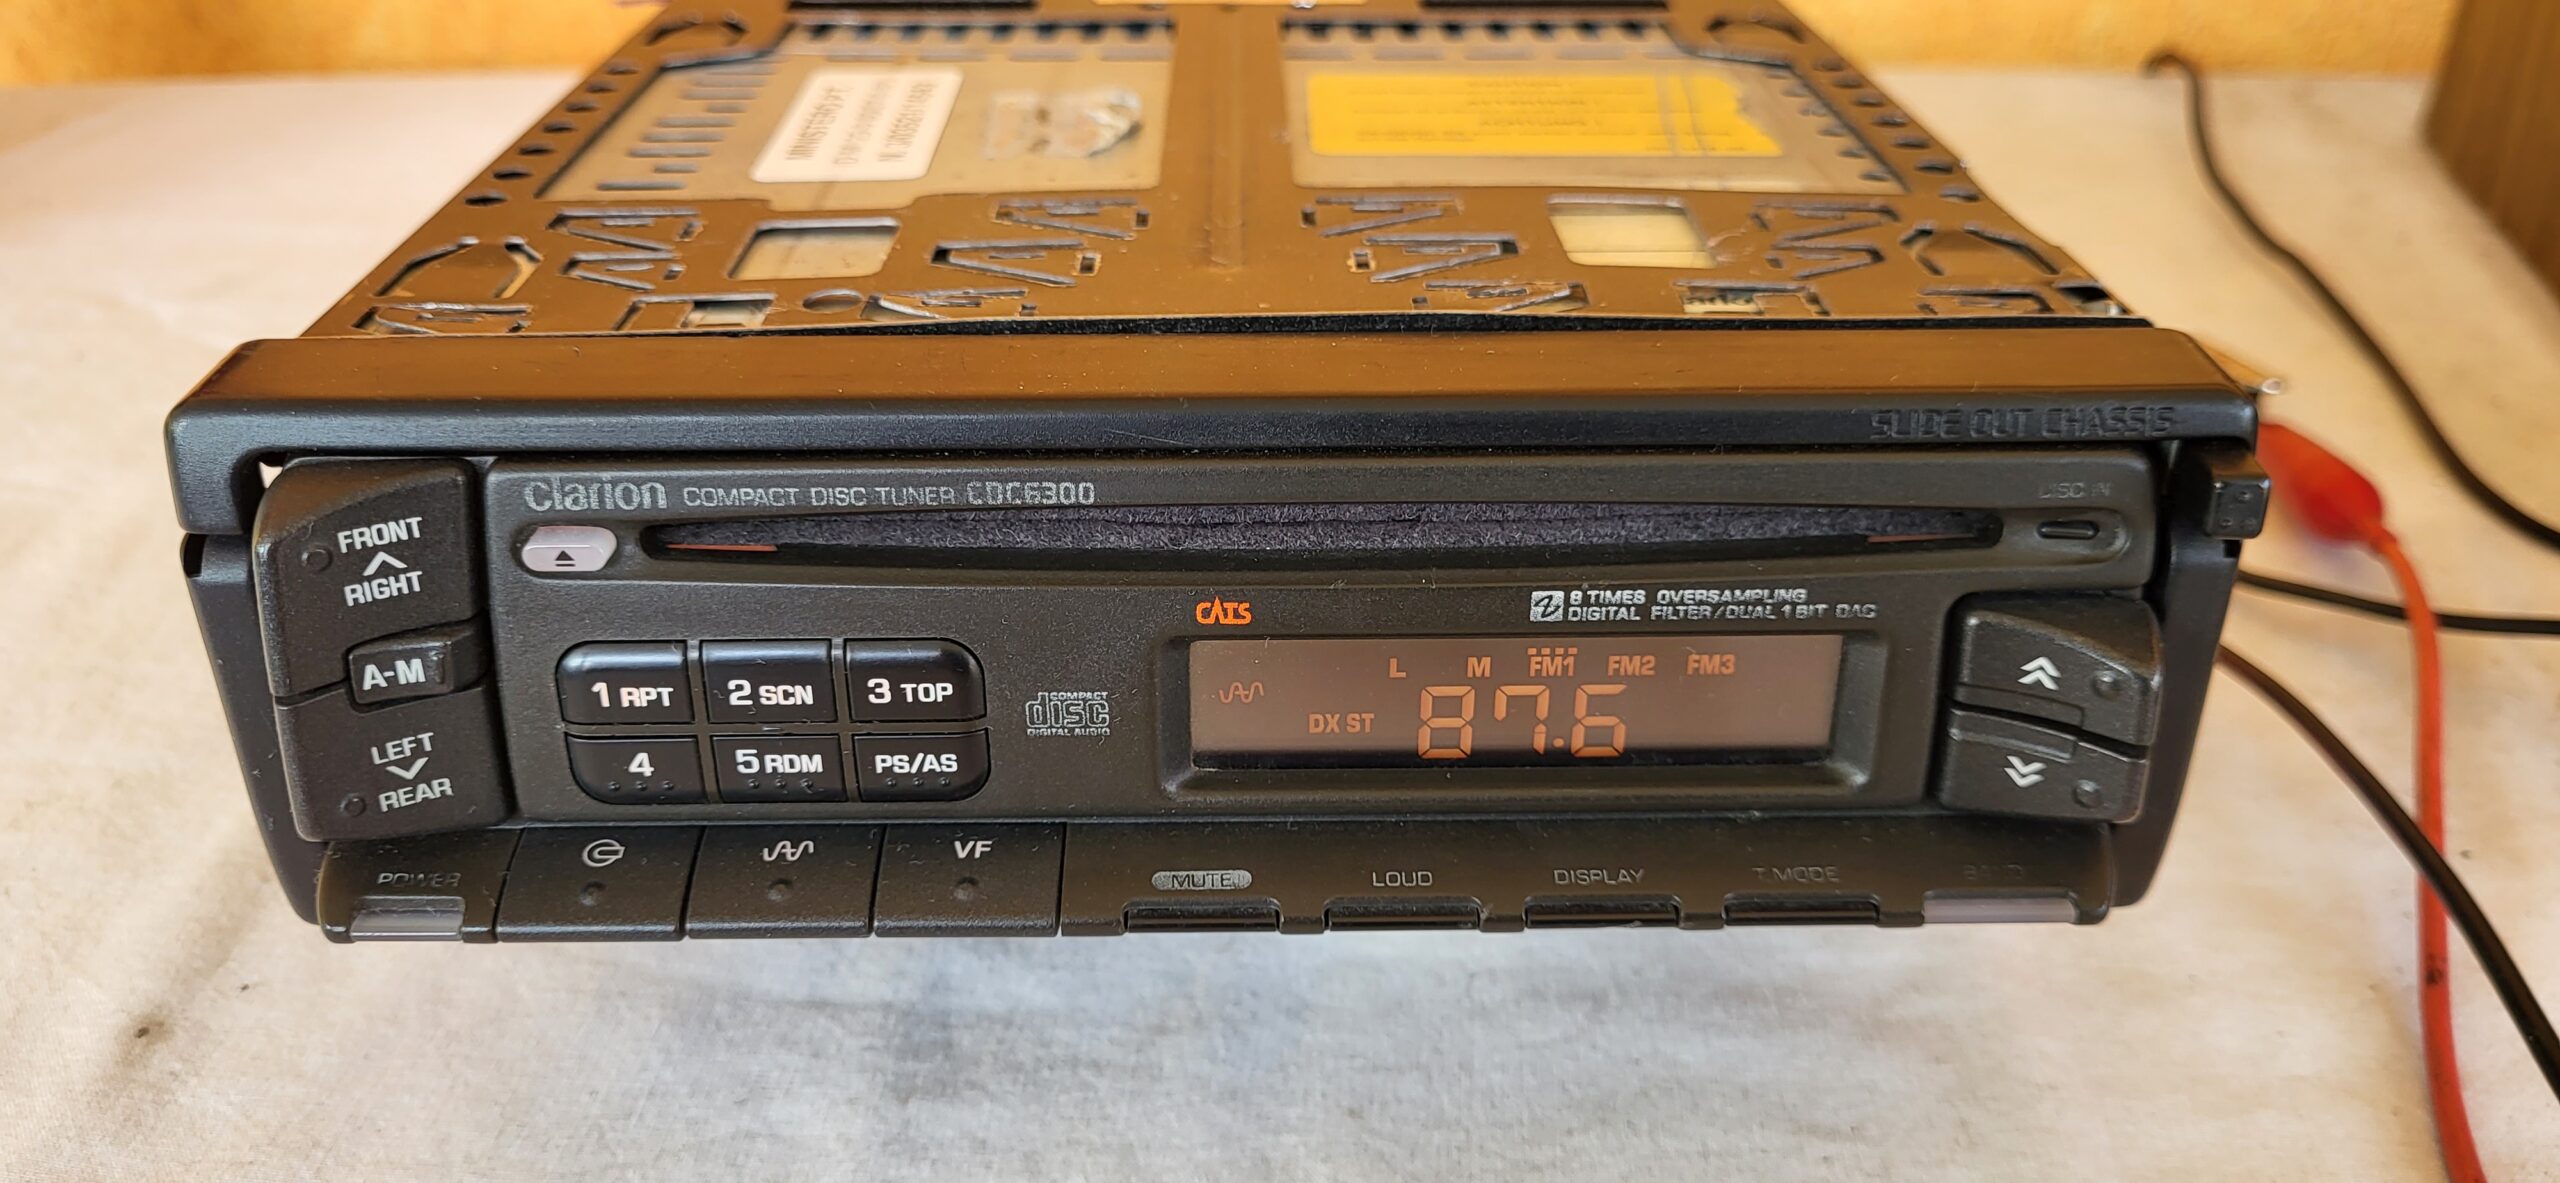 MINISTERO P.T.
SLIDE OUT CHASSIS
clarion COMPACT DISC TUNER CDC6300
DISC IN
FRONT
RIGHT
A-M
LEFT
REAR
CATS
8 TIMES OVERSAMPLING
DIGITAL FILTER/DUAL 1 BIT DAC
1 RPT
2 SCN
3 TOP
4
5 RDM
PS/AS
COMPACT
disc
DIGITAL AUDIO
L M FM1 FM2 FM3
DX ST 87.6
POWER
VF
MUTE
LOUD
DISPLAY
T.MODE
BAND